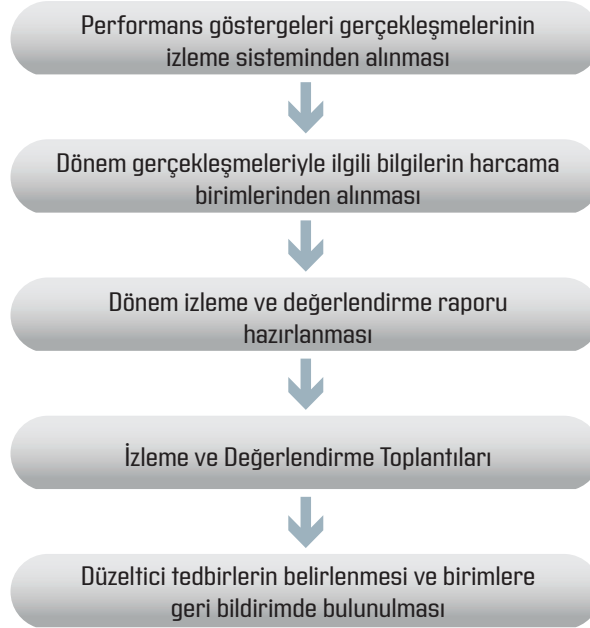 Performans göstergeleri gerçekleşmelerinin
izleme sisteminden alınması
Dönem gerçekleşmeleriyle ilgili bilgilerin harcama
birimlerinden alınması
Dönem izleme ve değerlendirme raporu
hazırlanması
İzleme ve Değerlendirme Toplantıları
Düzeltici tedbirlerin belirlenmesi ve birimlere
geri bildirimde bulunulması